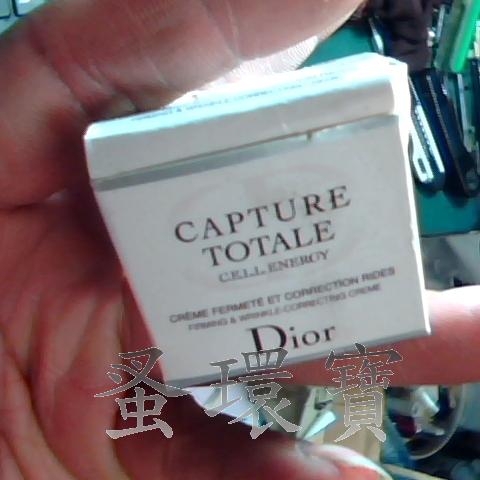 CAPTURE
TOTALE
C.E.L.L. ENERGY
CRÈME FERMETÉ ET CORRECTION RIDES
FIRMING & WRINKLE-CORRECTING CREME
Dior
蚤環寶